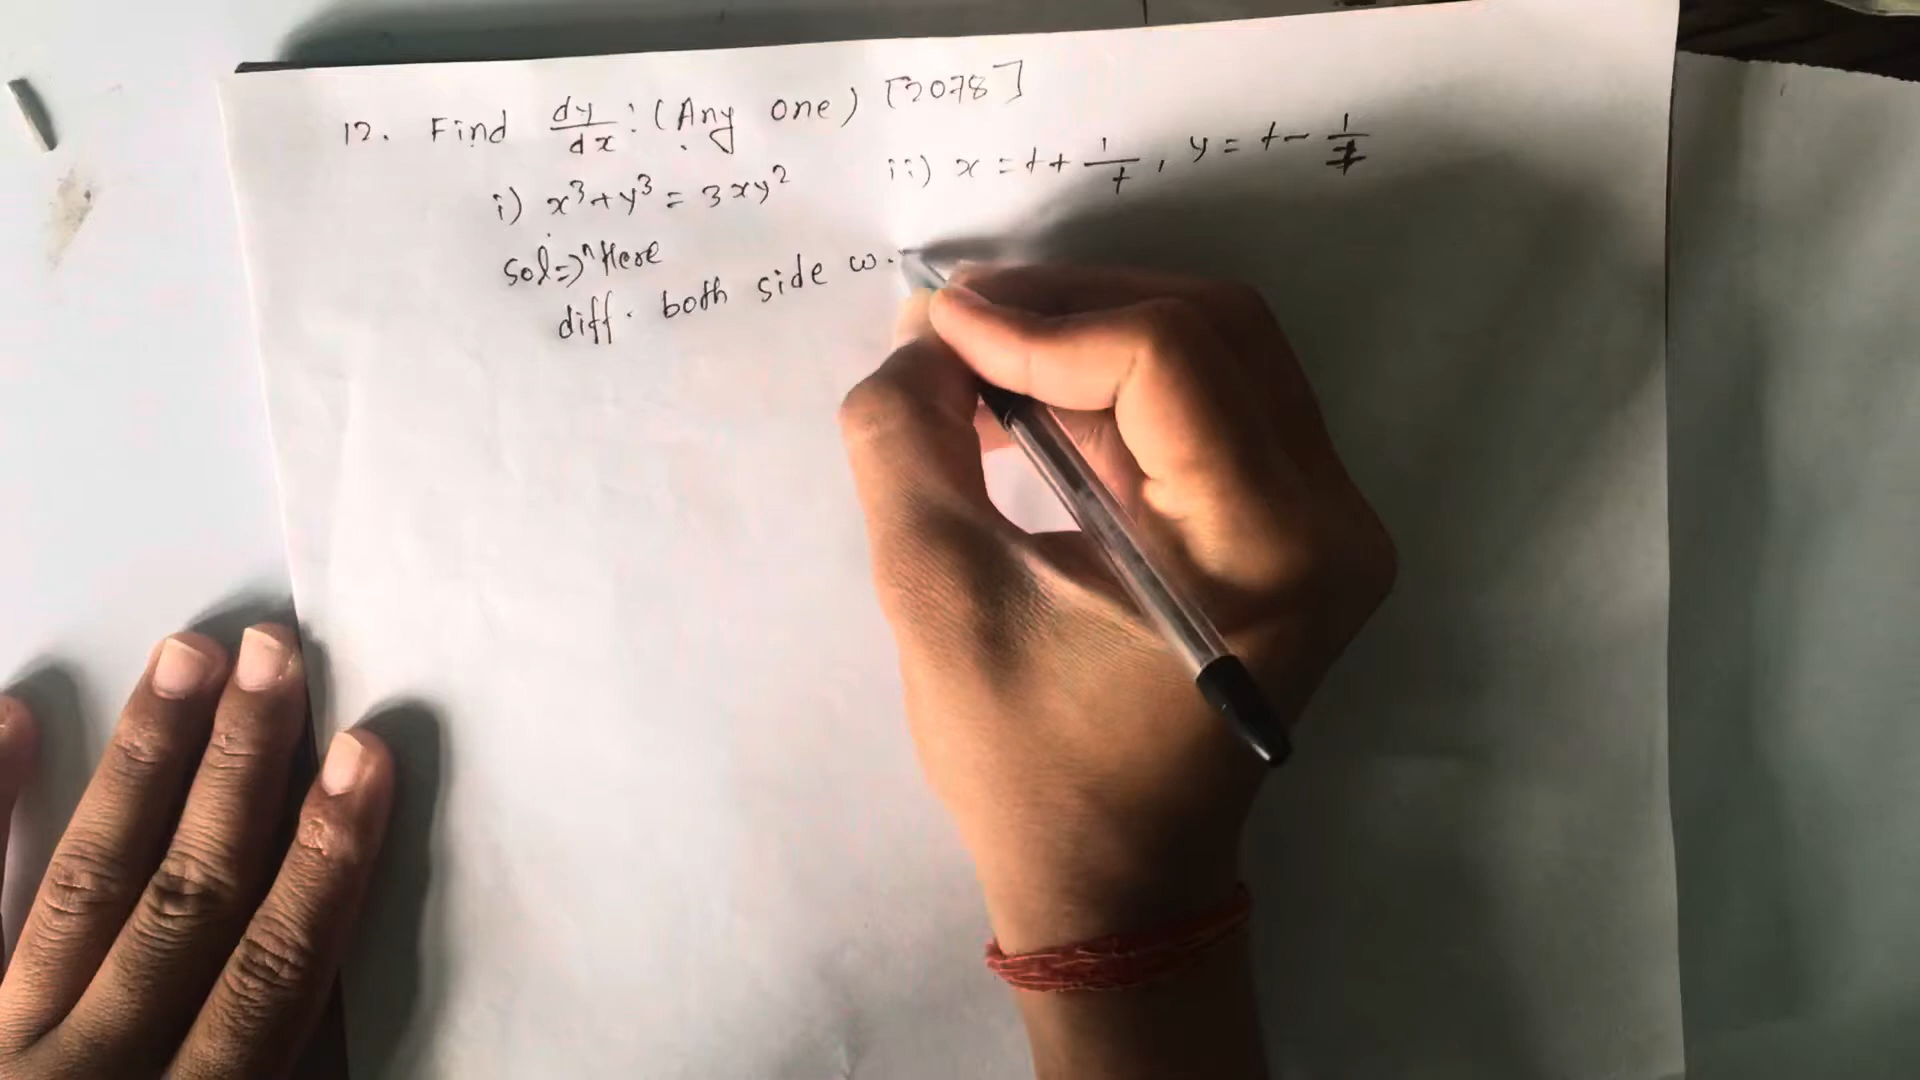 12. Find dy/dx : (Any one) [2078]
i) x³+y³ = 3xy² ii) x = t + 1/t , y = t - 1/t
Sol⇒ⁿ Here
diff. both side w.